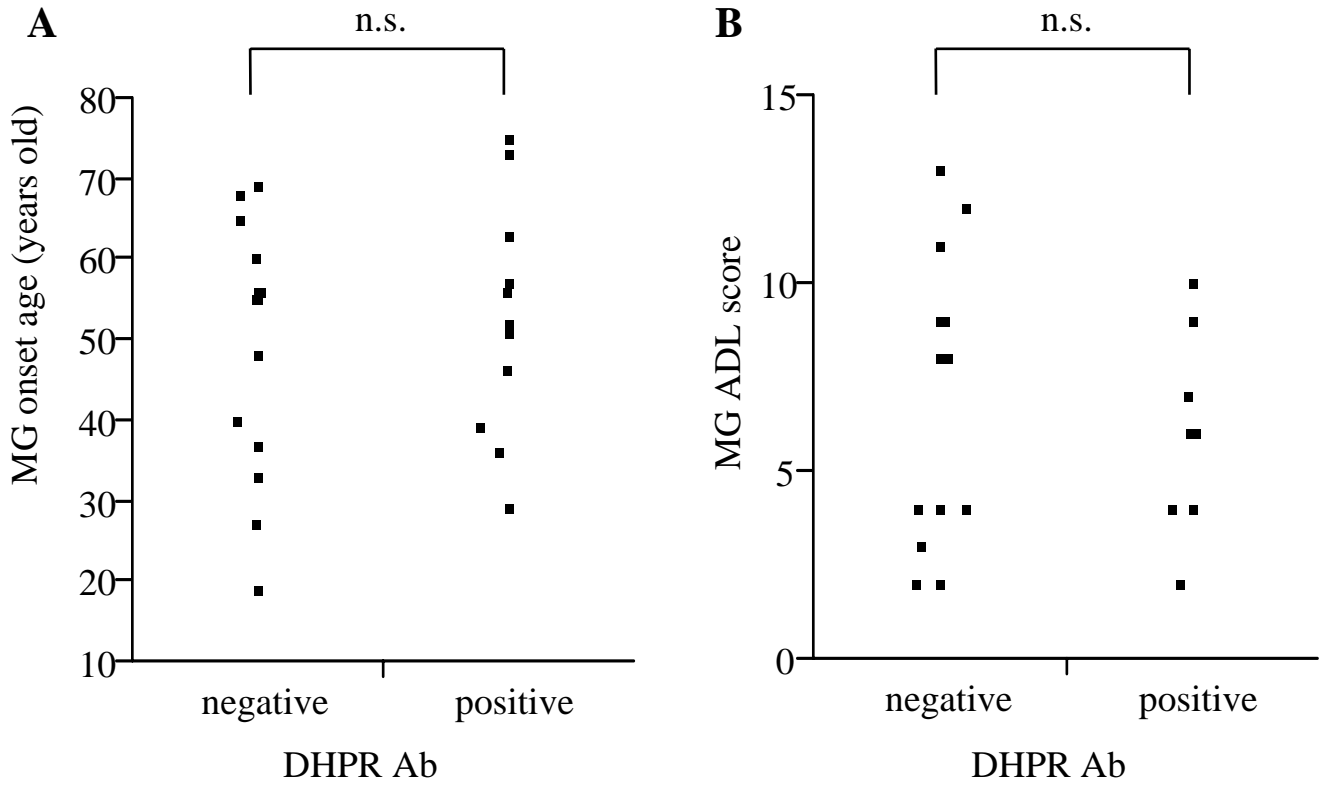 A
n.s.
MG onset age (years old)
80
70
60
50
40
30
20
10
negative
positive
DHPR Ab
B
n.s.
MG ADL score
15
10
5
0
negative
positive
DHPR Ab